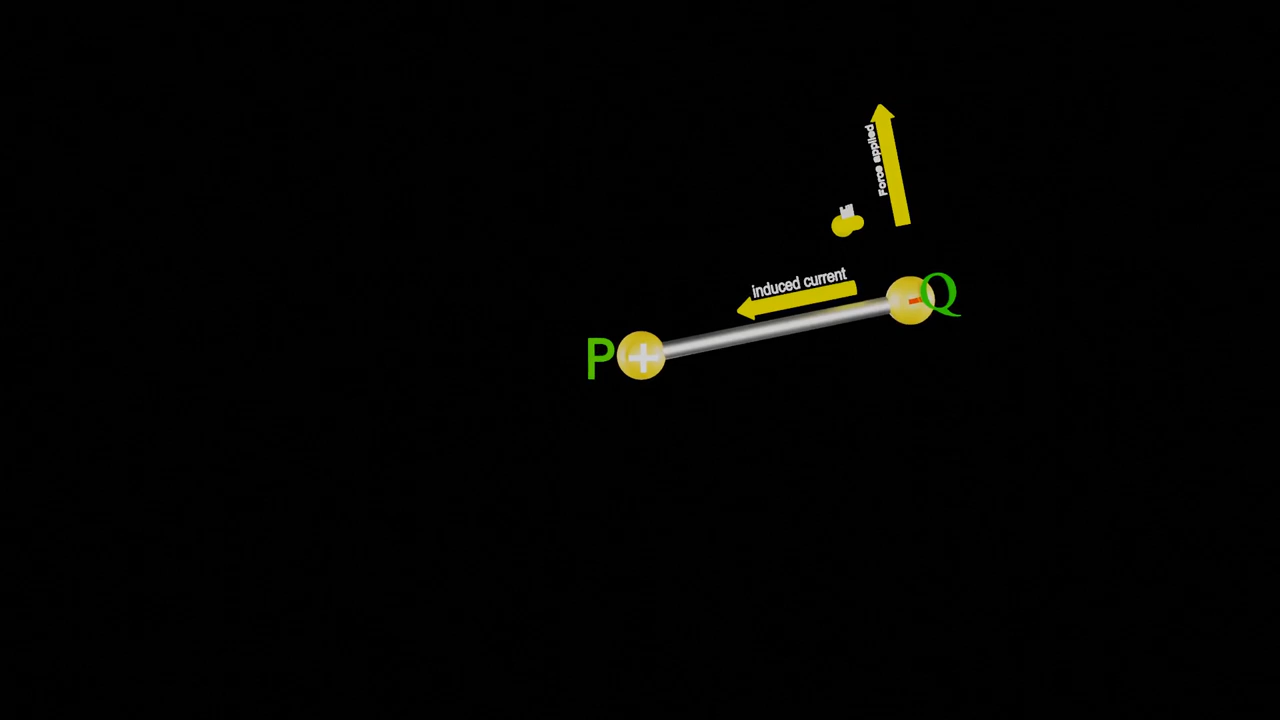 Force applied
induced current
Q
P +
-